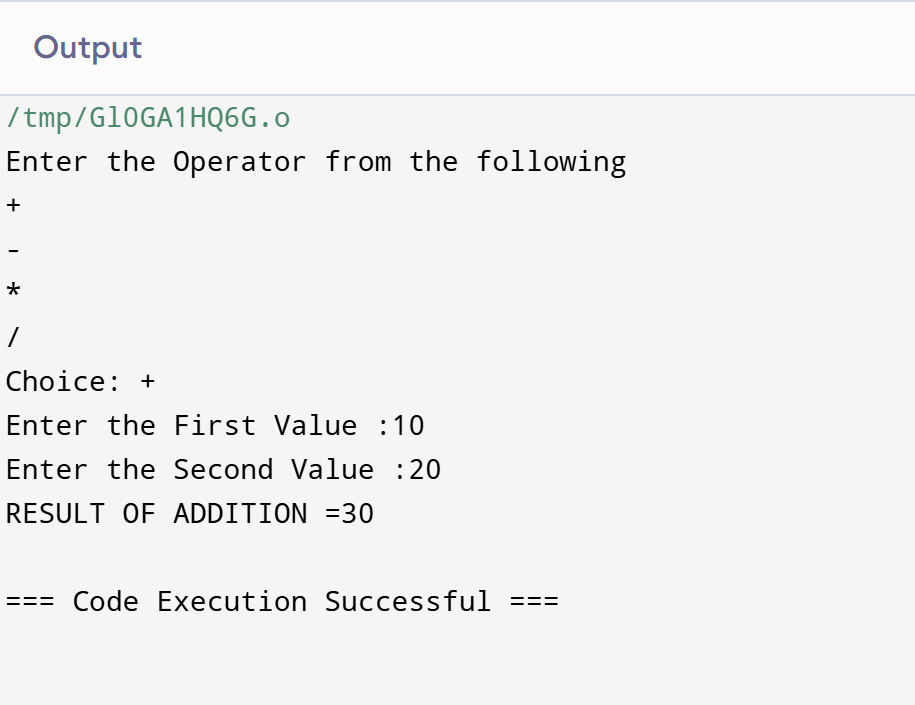 Output
/tmp/Gl0GA1HQ6G.o
Enter the Operator from the following
+
-
*
/
Choice: +
Enter the First Value :10
Enter the Second Value :20
RESULT OF ADDITION =30
=== Code Execution Successful ===